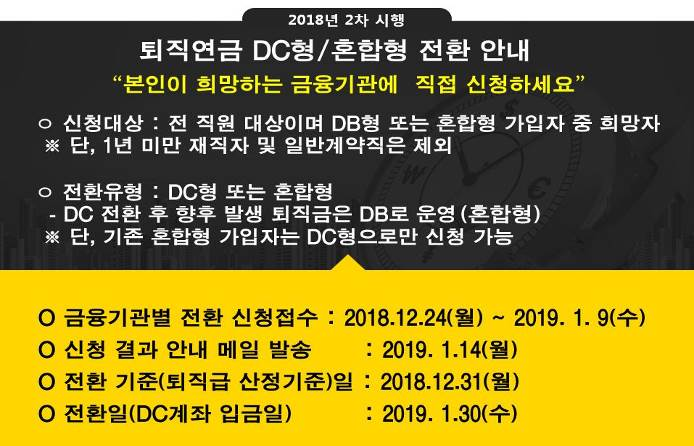 2018년 2차 시행
퇴직연금 DC형/혼합형 전환 안내
“본인이 희망하는 금융기관에 직접 신청하세요”
ㅇ 신청대상 : 전 직원 대상이며 DB형 또는 혼합형 가입자 중 희망자
※ 단, 1년 미만 재직자 및 일반계약직은 제외
ㅇ 전환유형 : DC형 또는 혼합형
- DC 전환 후 향후 발생 퇴직금은 DB로 운영(혼합형)
※ 단, 기존 혼합형 가입자는 DC형으로만 신청 가능
O 금융기관별 전환 신청접수 : 2018.12.24(월) ~ 2019. 1. 9(수)
O 신청 결과 안내 메일 발송 : 2019. 1.14(월)
O 전환 기준(퇴직급 산정기준)일 : 2018.12.31(월)
O 전환일(DC계좌 입금일) : 2019. 1.30(수)